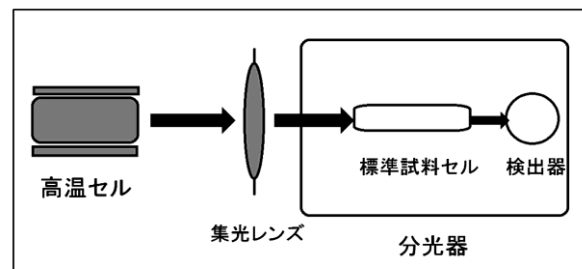 高温セル
集光レンズ
標準試料セル
検出器
分光器